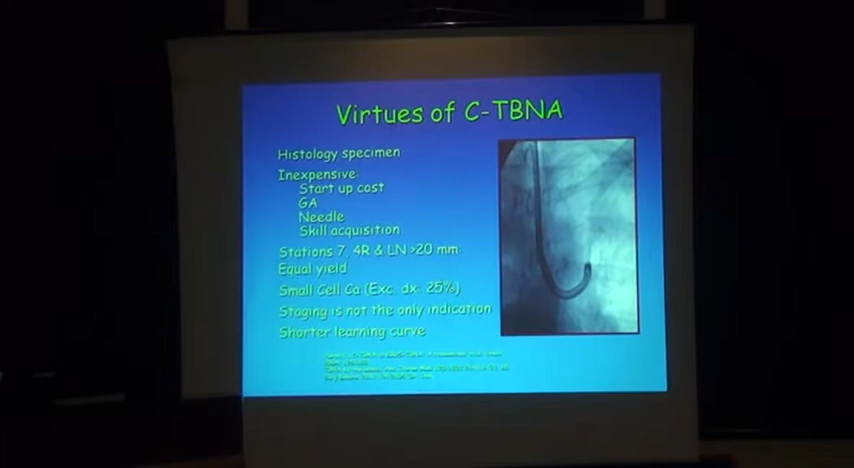 Virtues of C-TBNA
Histology specimen
Inexpensive:
Start up cost
GA
Needle
Skill acquisition
Stations 7, 4R & LN >20 mm:
Equal yield
Small Cell Ca (Exc. dx: 25%)
Staging is not the only indication
Shorter learning curve